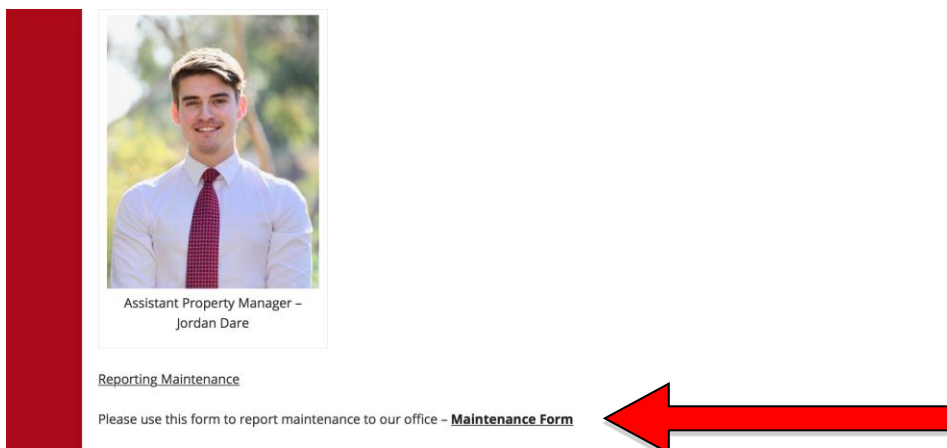 Assistant Property Manager –
Jordan Dare
Reporting Maintenance
Please use this form to report maintenance to our office – Maintenance Form